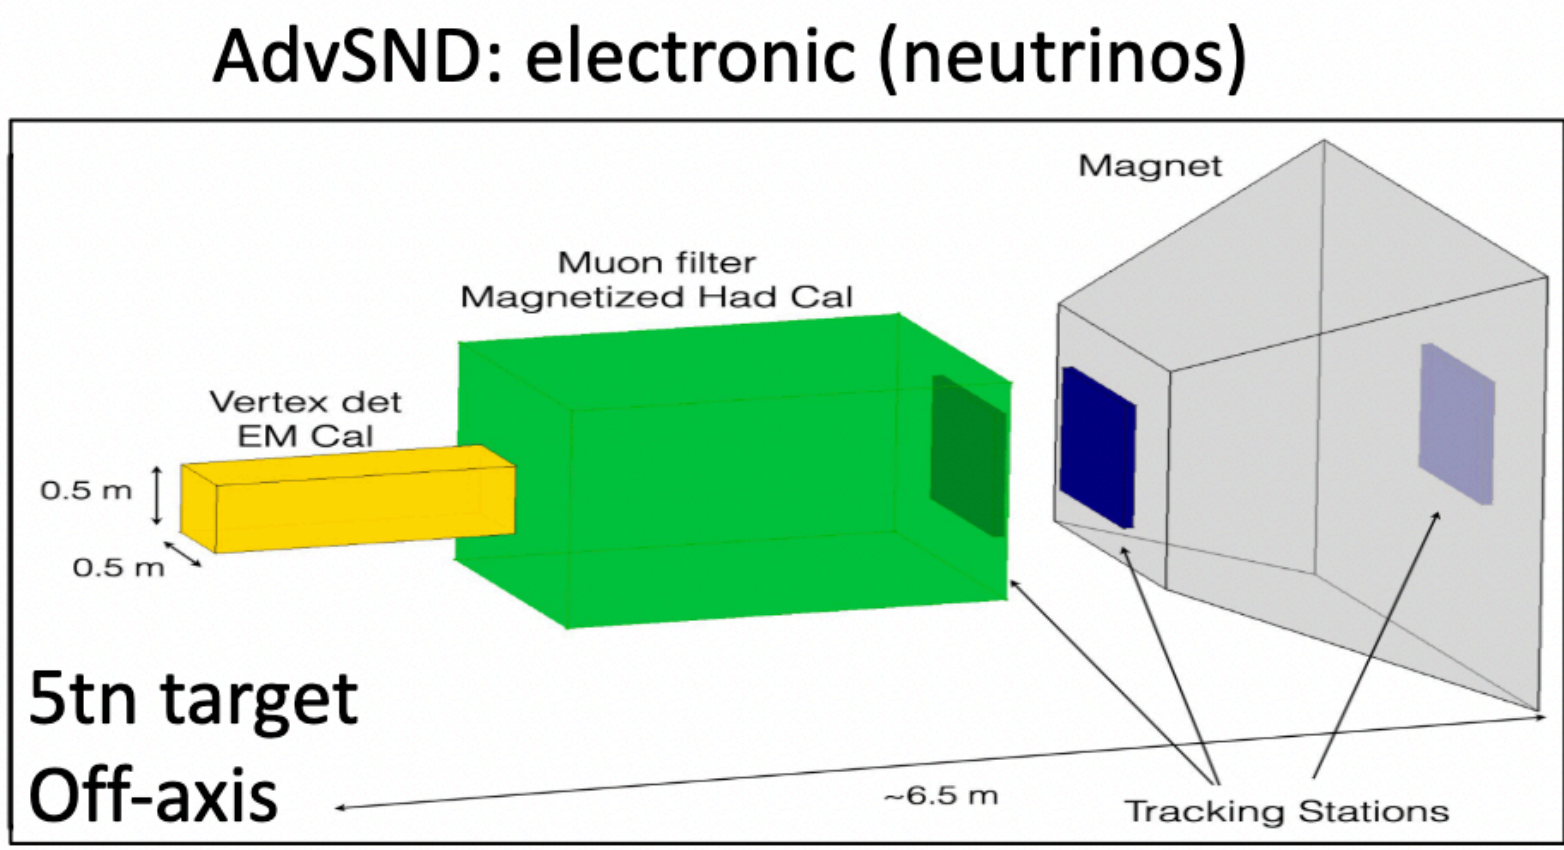 AdvSND: electronic (neutrinos)
Magnet
Muon filter
Magnetized Had Cal
Vertex det
EM Cal
0.5 m
0.5 m
5tn target
Off-axis
~6.5 m
Tracking Stations